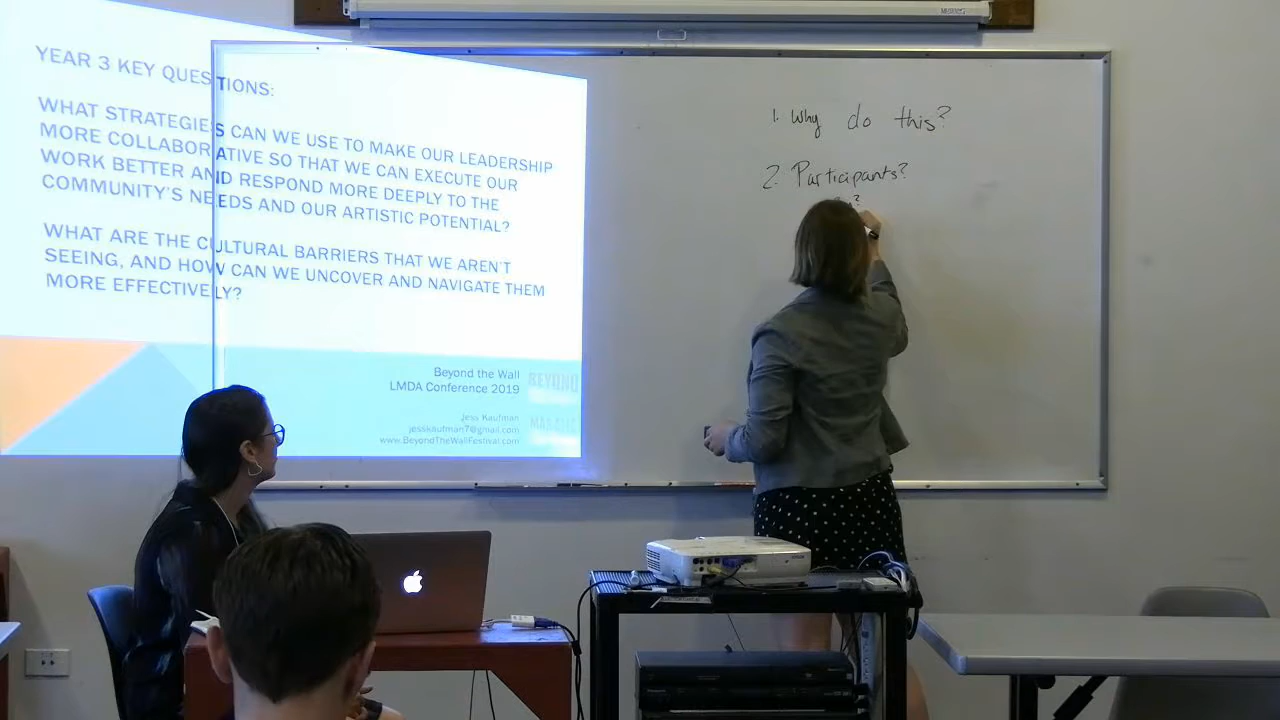 YEAR 3 KEY QUESTIONS:
WHAT STRATEGIES CAN WE USE TO MAKE OUR LEADERSHIP
MORE COLLABORATIVE SO THAT WE CAN EXECUTE OUR
WORK BETTER AND RESPOND MORE DEEPLY TO THE
COMMUNITY'S NEEDS AND OUR ARTISTIC POTENTIAL?
WHAT ARE THE CULTURAL BARRIERS THAT WE AREN'T
SEEING, AND HOW CAN WE UNCOVER AND NAVIGATE THEM
MORE EFFECTIVELY?
Beyond the Wall
LMDA Conference 2019
Jess Kaufman
jesskaufman7@gmail.com
www.BeyondTheWallFestival.com
BEYOND
1. Why do this?
2. Participants?